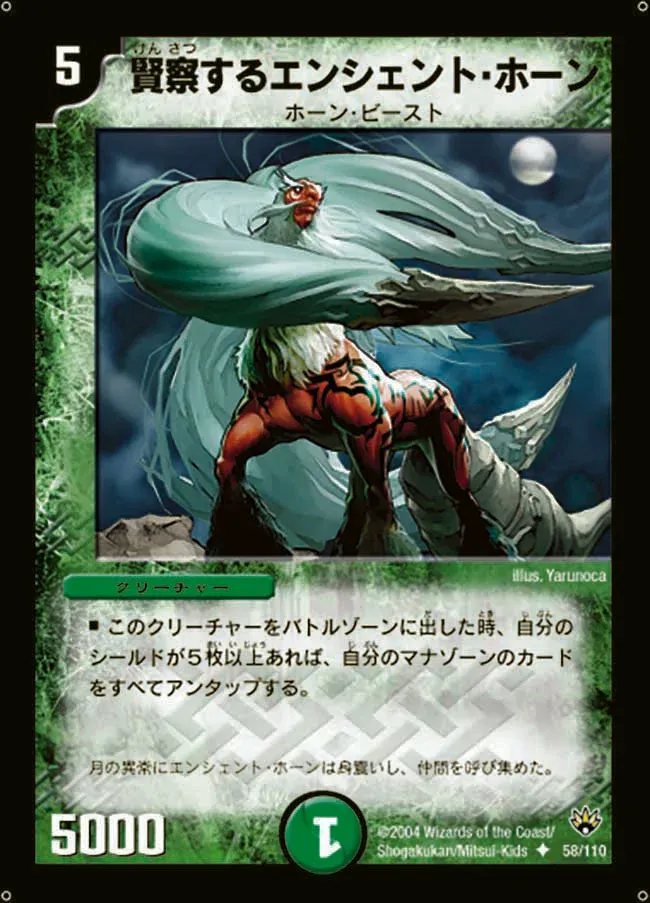 5
けん さつ
賢察するエンシェント・ホーン
ホーン・ビースト
illus. Yarunoca
クリーチャー
■ このクリーチャーをバトルゾーンに出した時、自分の
シールドが5枚以上あれば、自分のマナゾーンのカード
をすべてアンタップする。
月の異常にエンシェント・ホーンは身震いし、仲間を呼び集めた。
5000
1
©2004 Wizards of the Coast/
Shogakukan/Mitsui-Kids ✦ 58/110